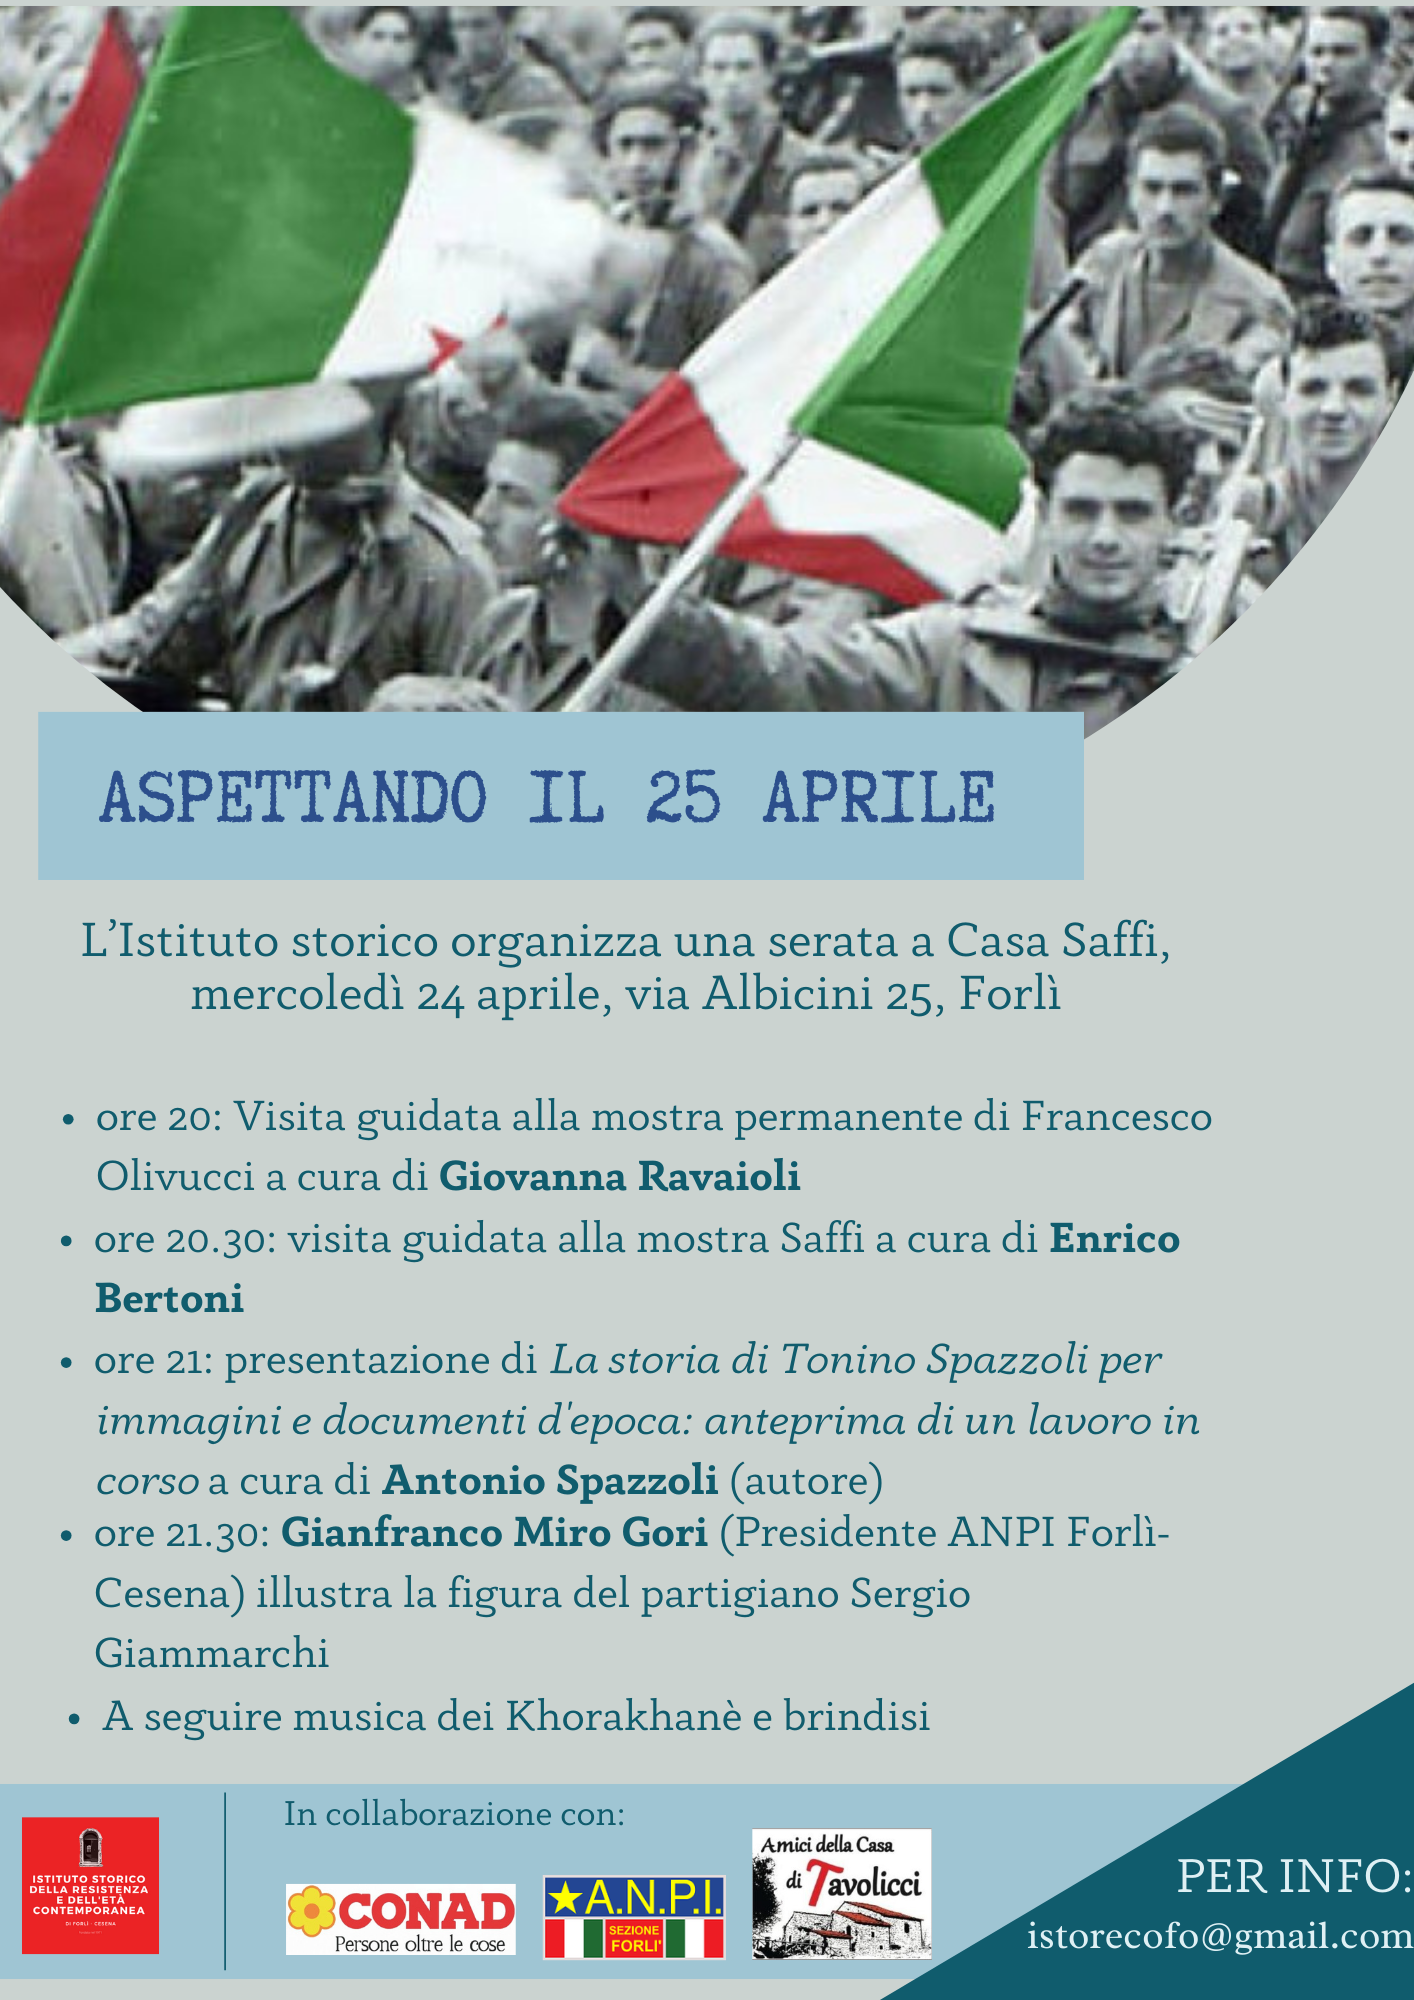 ASPETTANDO IL 25 APRILE
L'Istituto storico organizza una serata a Casa Saffi,
mercoledì 24 aprile, via Albicini 25, Forlì
• ore 20: Visita guidata alla mostra permanente di Francesco
Olivucci a cura di Giovanna Ravaioli
• ore 20.30: visita guidata alla mostra Saffi a cura di Enrico
Bertoni
• ore 21: presentazione di La storia di Tonino Spazzoli per
immagini e documenti d'epoca: anteprima di un lavoro in
corso a cura di Antonio Spazzoli (autore)
• ore 21.30: Gianfranco Miro Gori (Presidente ANPI Forlì-
Cesena) illustra la figura del partigiano Sergio
Giammarchi
• A seguire musica dei Khorakhanè e brindisi
ISTITUTO STORICO
DELLA RESISTENZA
E DELL'ETÀ
CONTEMPORANEA
DI FORLÌ - CESENA
In collaborazione con:
CONAD
Persone oltre le cose
A.N.P.I.
SEZIONE
FORLI'
Amici della Casa
di Tavolicci
PER INFO:
istorecofo@gmail.com